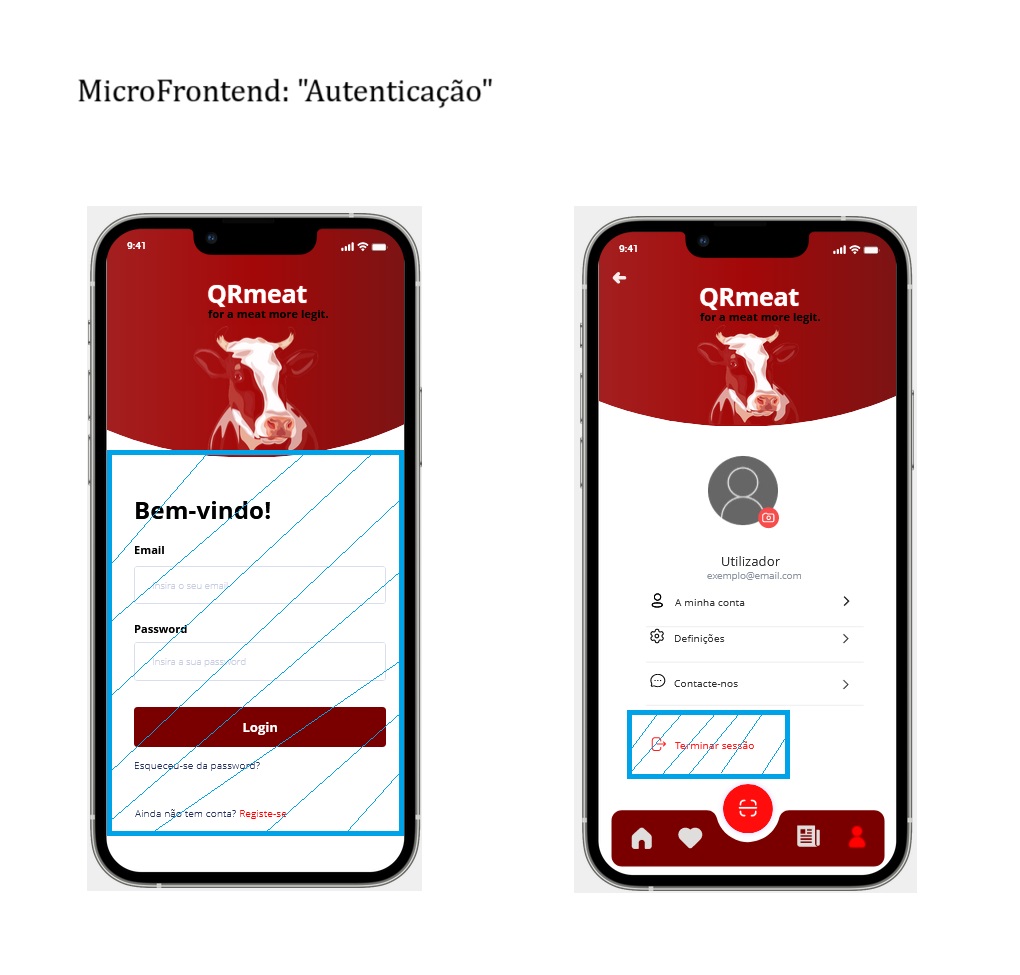 MicroFrontend: "Autenticação"
9:41
QRmeat
for a meat more legit.
Bem-vindo!
Email
Insira o seu email
Password
Insira a sua password
Login
Esqueceu-se da password?
Ainda não tem conta? Registe-se
9:41
QRmeat
for a meat more legit.
Utilizador
exemplo@email.com
A minha conta
Definições
Contacte-nos
Terminar sessão